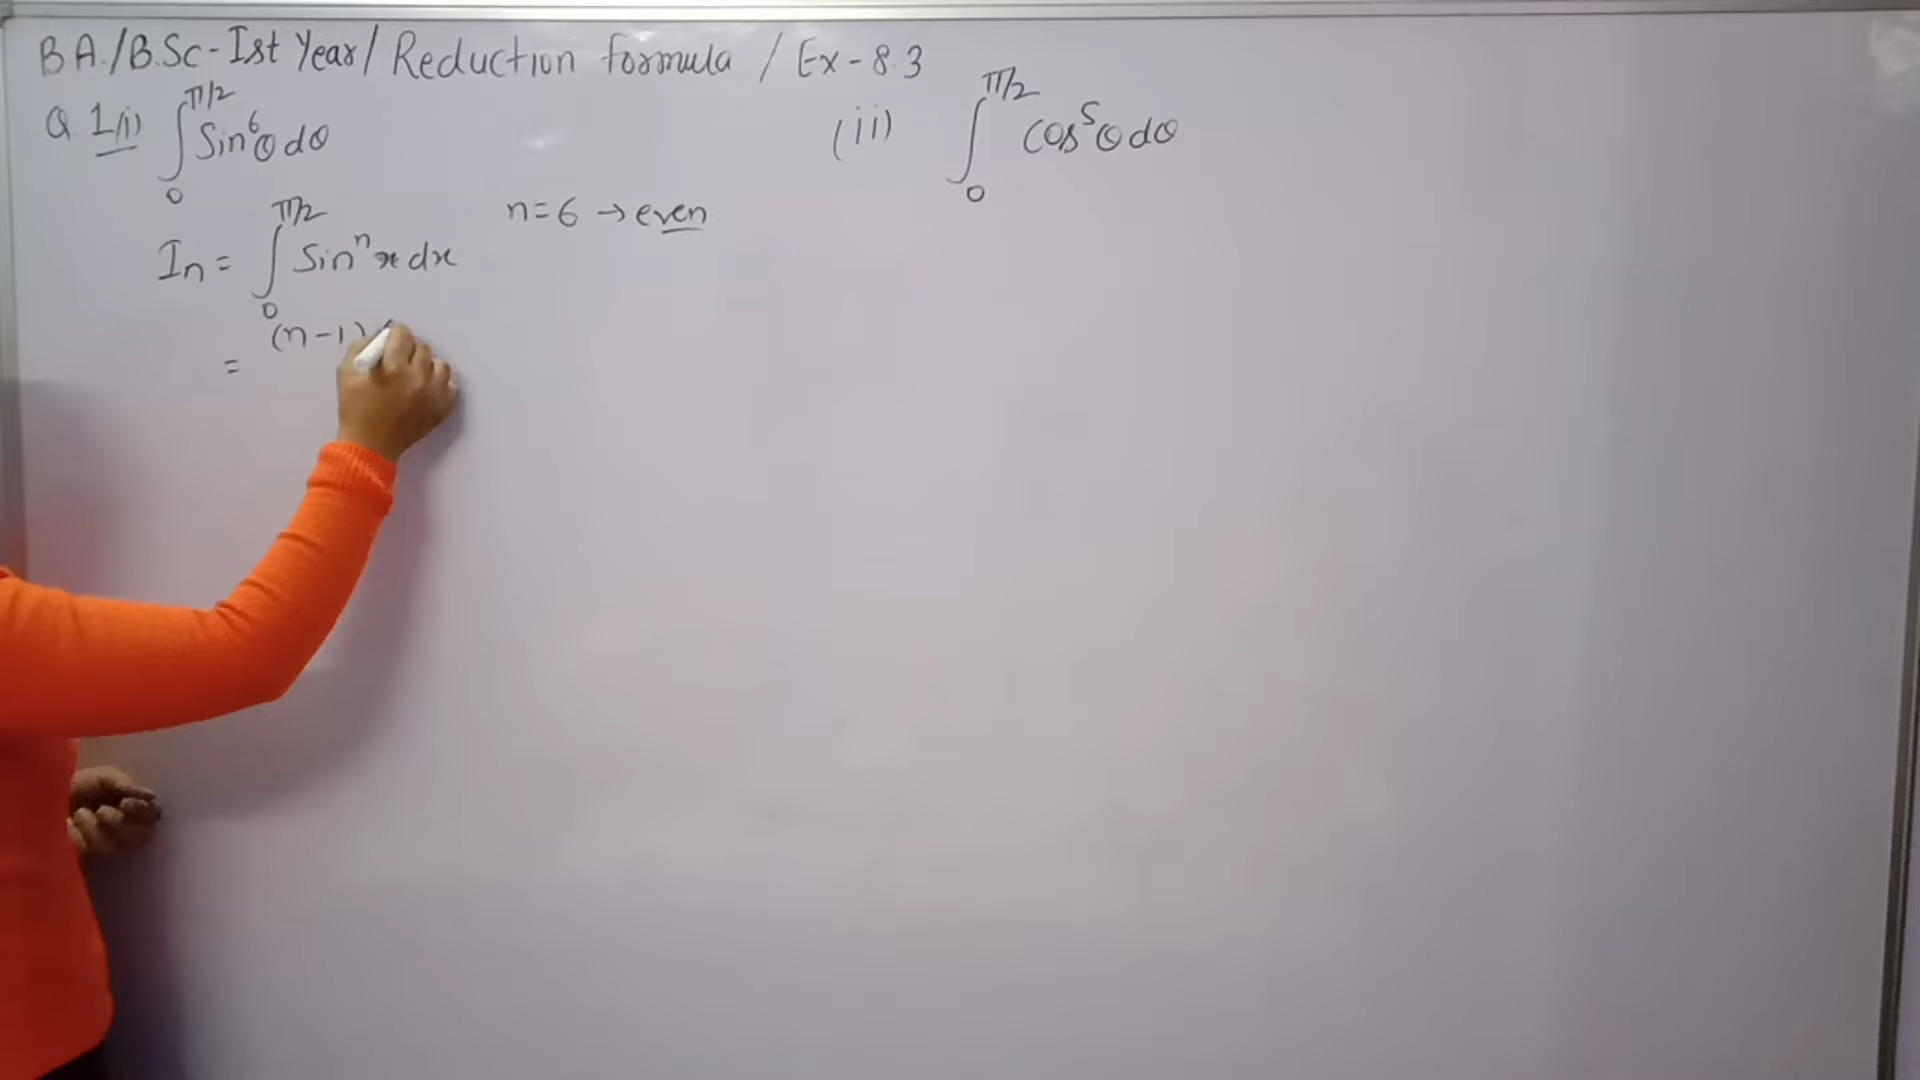 BA./B.Sc-Ist Year/ Reduction formula / Ex-8.3
Q.1(i) ∫₀^{π/2} Sin⁶θ dθ
In = ∫₀^{π/2} Sinⁿx dx
n=6 → even
= (n-1)
(ii) ∫₀^{π/2} cos⁵θ dθ